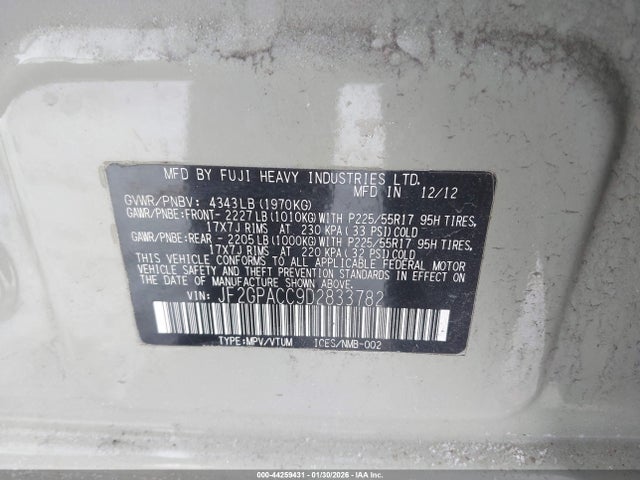 MFD BY FUJI HEAVY INDUSTRIES LTD.
GVWR/PNBV: 4343LB(1970KG) MFD IN 12/12
GAWR/PNBE:FRONT- 2227LB(1010KG)WITH P225/55R17 95H TIRES,
17X7J RIMS AT 230 KPA(33 PSI)COLD
GAWR/PNBE:REAR - 2205LB(1000KG)WITH P225/55R17 95H TIRES,
17X7J RIMS AT 220 KPA(32 PSI)COLD
THIS VEHICLE CONFORMS TO ALL APPLICABLE FEDERAL MOTOR
VEHICLE SAFETY AND THEFT PREVENTION STANDARDS IN EFFECT ON
THE DATE OF MANUFACTURE SHOWN ABOVE.
VIN: JF2GPACC9D2833782
TYPE:MPV/VTUM ICES/NMB-002
000-44259431 - 01/30/2026 - IAA Inc. Copyright